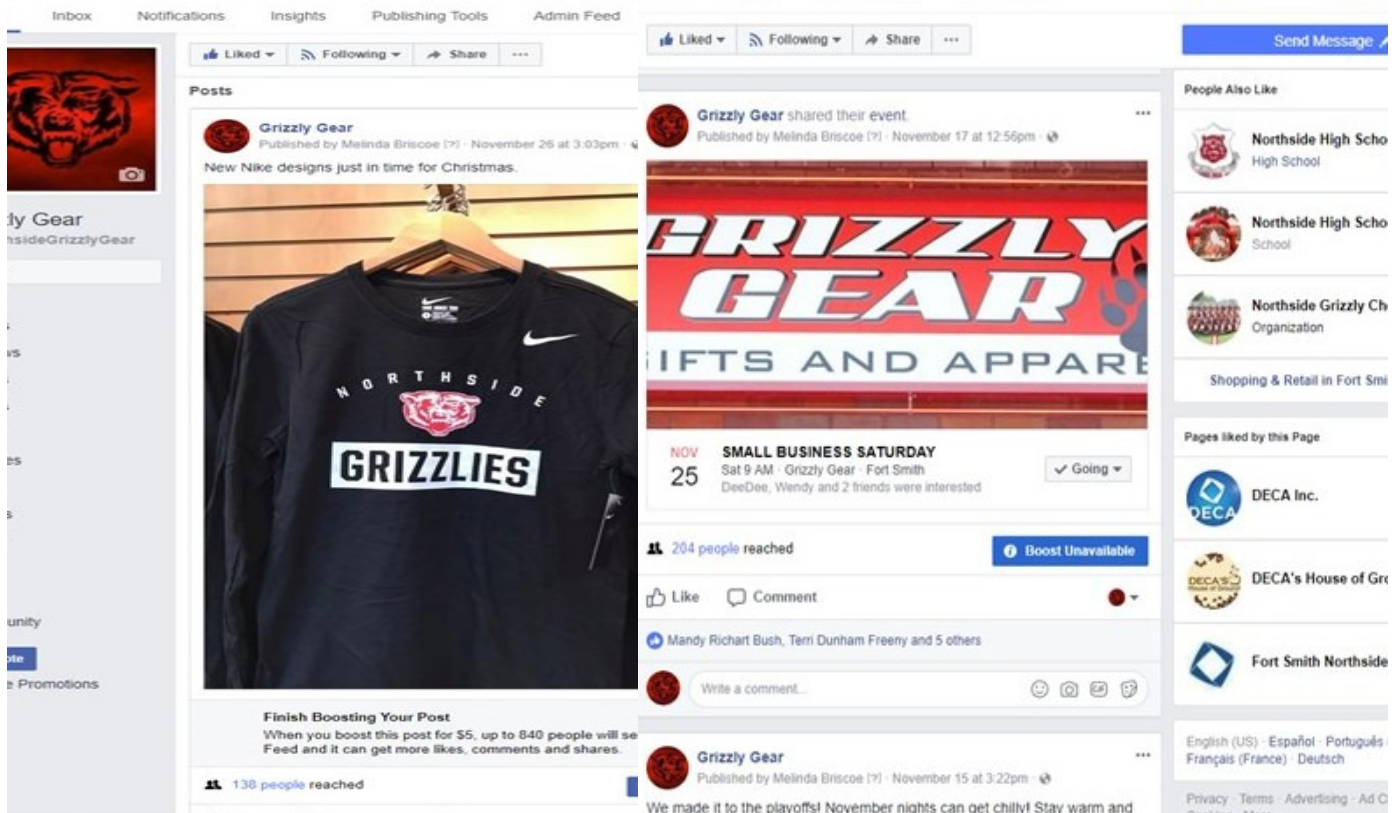 Inbox Notifications Insights Publishing Tools Admin Feed
Liked Following Share ...
Posts
Grizzly Gear
Published by Melinda Briscoe [?] · November 26 at 3:03pm ·
New Nike designs just in time for Christmas.
NORTHSIDE
GRIZZLIES
Finish Boosting Your Post
When you boost this post for $5, up to 840 people will se
Feed and it can get more likes, comments and shares.
138 people reached
ly Gear
hsideGrizzlyGear
unity
ote
e Promotions
Liked Following Share ...
Grizzly Gear shared their event.
Published by Melinda Briscoe [?] · November 17 at 12:56pm ·
GRIZZLY
GEAR
GIFTS AND APPARE
NOV
25
SMALL BUSINESS SATURDAY
Sat 9 AM · Grizzly Gear · Fort Smith
DeeDee, Wendy and 2 friends were interested
Going
204 people reached
Boost Unavailable
Like Comment
Mandy Richart Bush, Terri Dunham Freeny and 5 others
Write a comment...
Grizzly Gear
Published by Melinda Briscoe [?] · November 15 at 3:22pm ·
We made it to the playoffs! November nights can get chilly! Stay warm and
Send Message
People Also Like
Northside High Schoo
High School
Northside High Schoo
School
Northside Grizzly Che
Organization
Shopping & Retail in Fort Smi
Pages liked by this Page
DECA
DECA Inc.
DECA'S
DECA's House of Gro
Fort Smith Northside
English (US) · Español · Português
Français (France) · Deutsch
Privacy · Terms · Advertising · Ad C